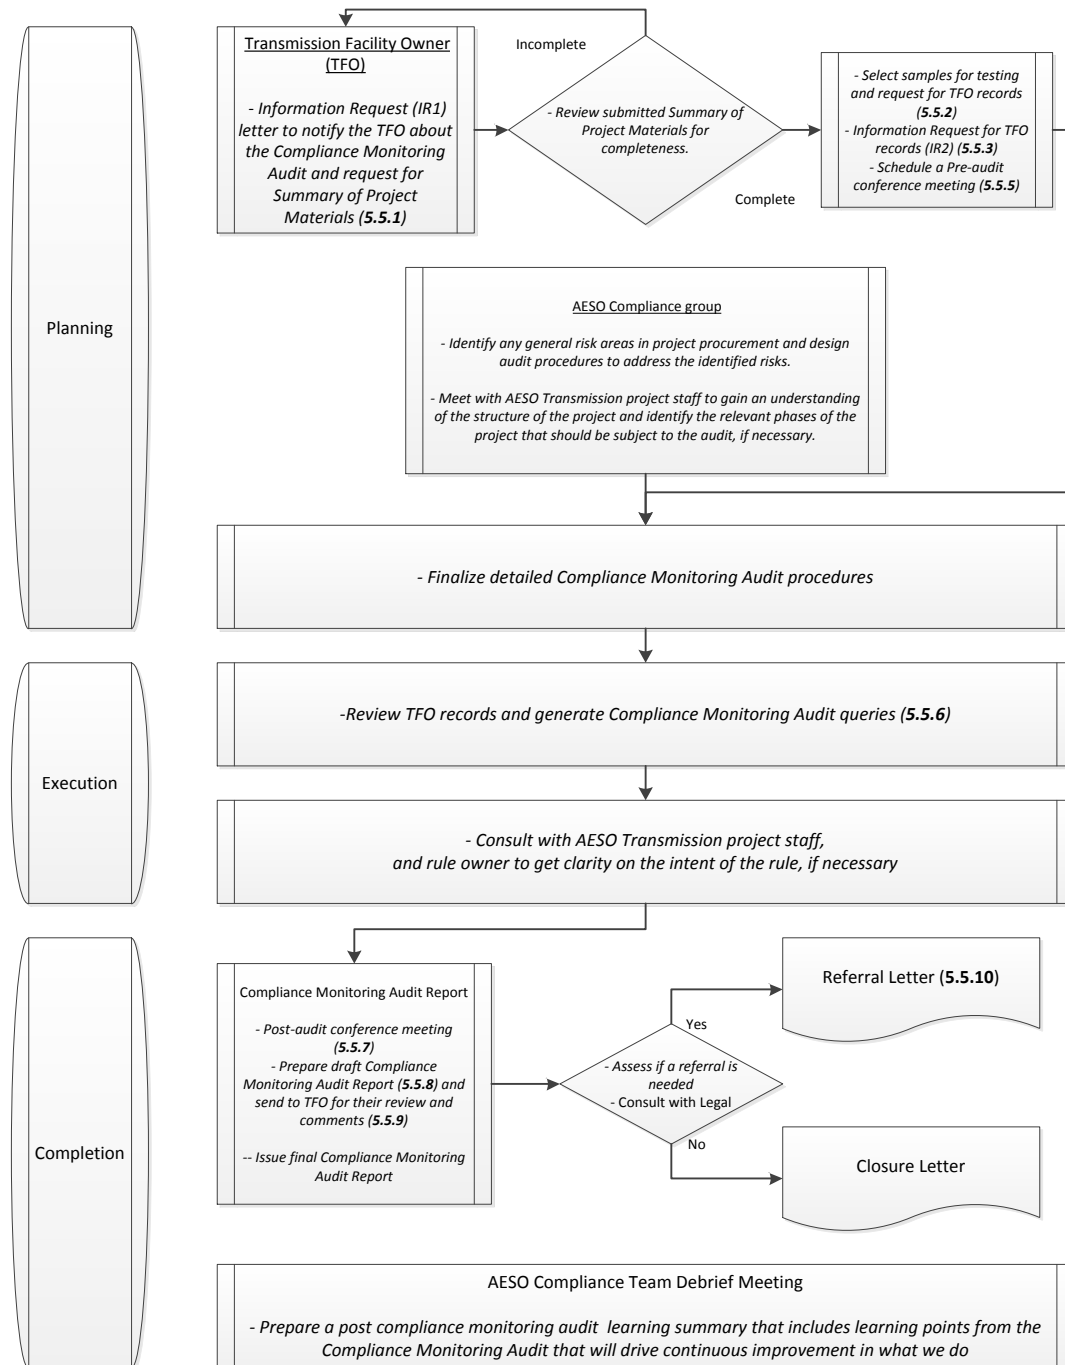 Planning
Transmission Facility Owner
(TFO)
- Information Request (IR1)
letter to notify the TFO about
the Compliance Monitoring
Audit and request for
Summary of Project
Materials (5.5.1)
Incomplete
- Review submitted Summary of
Project Materials for
completeness.
Complete
- Select samples for testing
and request for TFO records
(5.5.2)
- Information Request for TFO
records (IR2) (5.5.3)
- Schedule a Pre-audit
conference meeting (5.5.5)
AESO Compliance group
- Identify any general risk areas in project procurement and design
audit procedures to address the identified risks.
- Meet with AESO Transmission project staff to gain an understanding
of the structure of the project and identify the relevant phases of the
project that should be subject to the audit, if necessary.
- Finalize detailed Compliance Monitoring Audit procedures
Execution
-Review TFO records and generate Compliance Monitoring Audit queries (5.5.6)
- Consult with AESO Transmission project staff,
and rule owner to get clarity on the intent of the rule, if necessary
Completion
Compliance Monitoring Audit Report
- Post-audit conference meeting
(5.5.7)
- Prepare draft Compliance
Monitoring Audit Report (5.5.8) and
send to TFO for their review and
comments (5.5.9)
-- Issue final Compliance Monitoring
Audit Report
Yes
- Assess if a referral is
needed
- Consult with Legal
No
Referral Letter (5.5.10)
Closure Letter
AESO Compliance Team Debrief Meeting
- Prepare a post compliance monitoring audit learning summary that includes learning points from the
Compliance Monitoring Audit that will drive continuous improvement in what we do